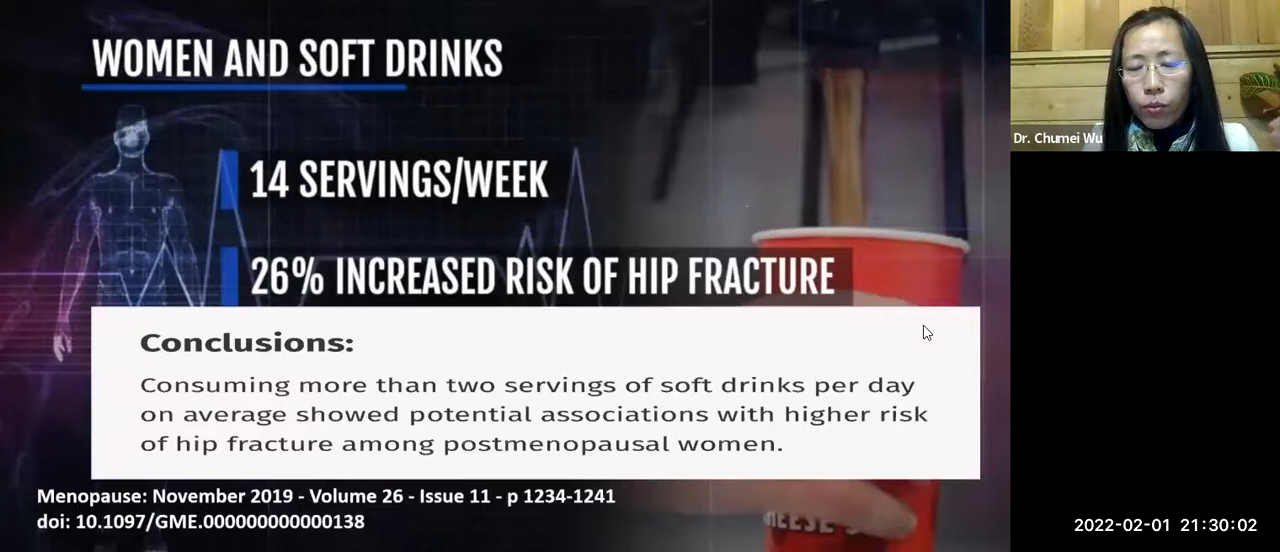 WOMEN AND SOFT DRINKS
14 SERVINGS/WEEK
26% INCREASED RISK OF HIP FRACTURE
Conclusions:
Consuming more than two servings of soft drinks per day
on average showed potential associations with higher risk
of hip fracture among postmenopausal women.
Menopause: November 2019 - Volume 26 - Issue 11 - p 1234-1241
doi: 10.1097/GME.000000000000138
Dr. Chumei Wu
2022-02-01 21:30:02